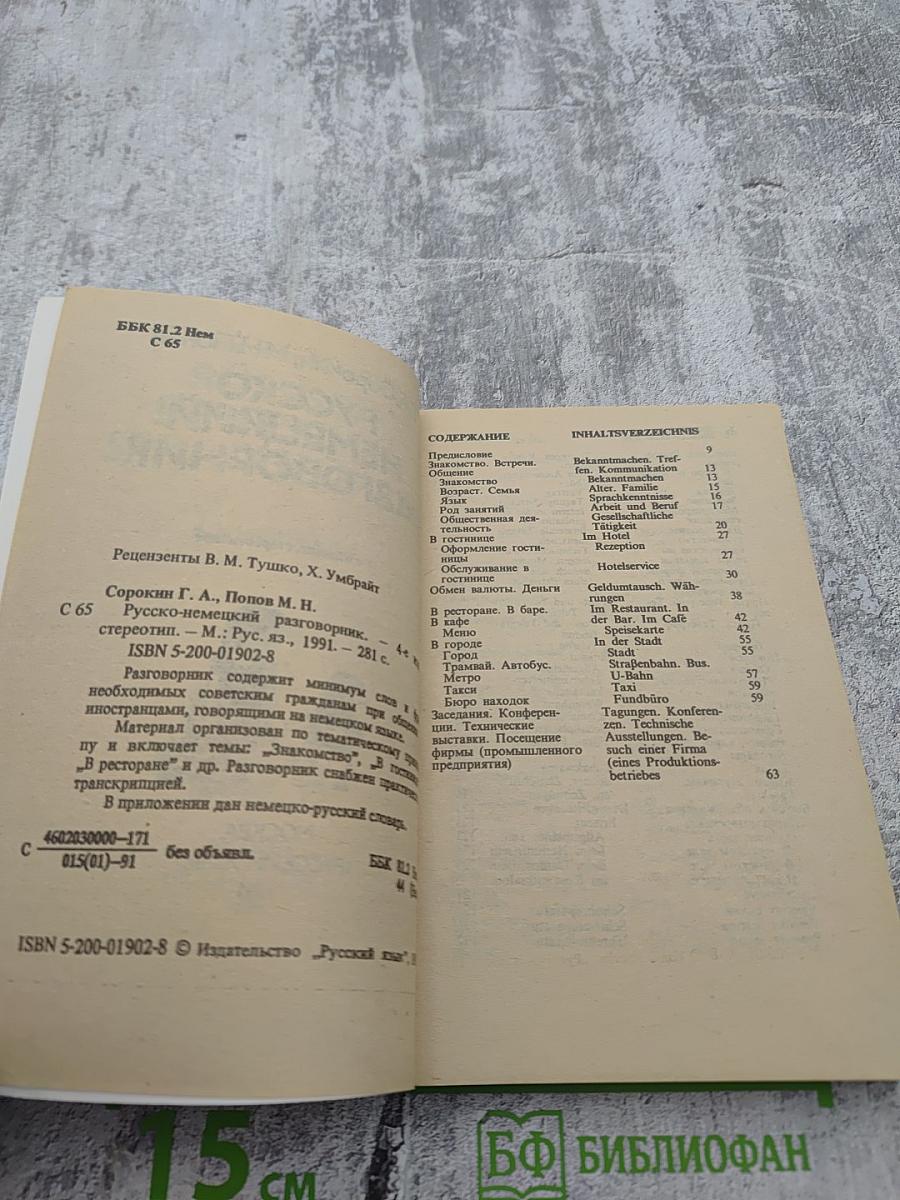 ББК 81.2 Нем
С 65
Рецензенты В. М. Тушко, Х. Умбрайт
Сорокин Г. А., Попов М. Н.
С 65 Русско-немецкий разговорник. — 4-е
стереотип. — М.: Рус. яз., 1991. — 281 с.
ISBN 5-200-01902-8
Разговорник содержит минимум слов и
необходимых советским гражданам при
иностранцами, говорящими на немецком языке.
Материал организован по тематическому
пу и включает темы: „Знакомство", „В
„В ресторане" и др. Разговорник снабжен
транскрипцией.
В приложении дан немецко-русский словарь.
С 4602030000—171
015(01)—91 без объявл.
ББК 81.2
ISBN 5-200-01902-8 © Издательство „Русский язык",
СОДЕРЖАНИЕ INHALTSVERZEICHNIS
Предисловие 9
Знакомство. Встречи. Bekanntmachen. Tref-
Общение fen. Kommunikation 13
Знакомство Bekanntmachen 13
Возраст. Семья Alter. Familie 15
Язык Sprachkenntnisse 16
Род занятий Arbeit und Beruf 17
Общественная дея- Gesellschaftliche
тельность Tätigkeit 20
В гостинице Im Hotel 27
Оформление гости- Rezeption
ницы 27
Обслуживание в Hotelservice
гостинице 30
Обмен валюты. Деньги Geldumtausch. Wäh-
rungen 38
В ресторане. В баре. Im Restaurant. In
В кафе der Bar. Im Café 42
Меню Speisekarte 42
В городе In der Stadt 55
Город Stadt 55
Трамвай. Автобус. Straßenbahn. Bus.
Метро U-Bahn 57
Такси Taxi 59
Бюро находок Fundbüro 59
Заседания. Конферен- Tagungen. Konferen-
ции. Технические zen. Technische
выставки. Посещение Ausstellungen. Be-
фирмы (промышленного such einer Firma
предприятия) (eines Produktions-
betriebes 63
15 см
БФ БИБЛИОФАН